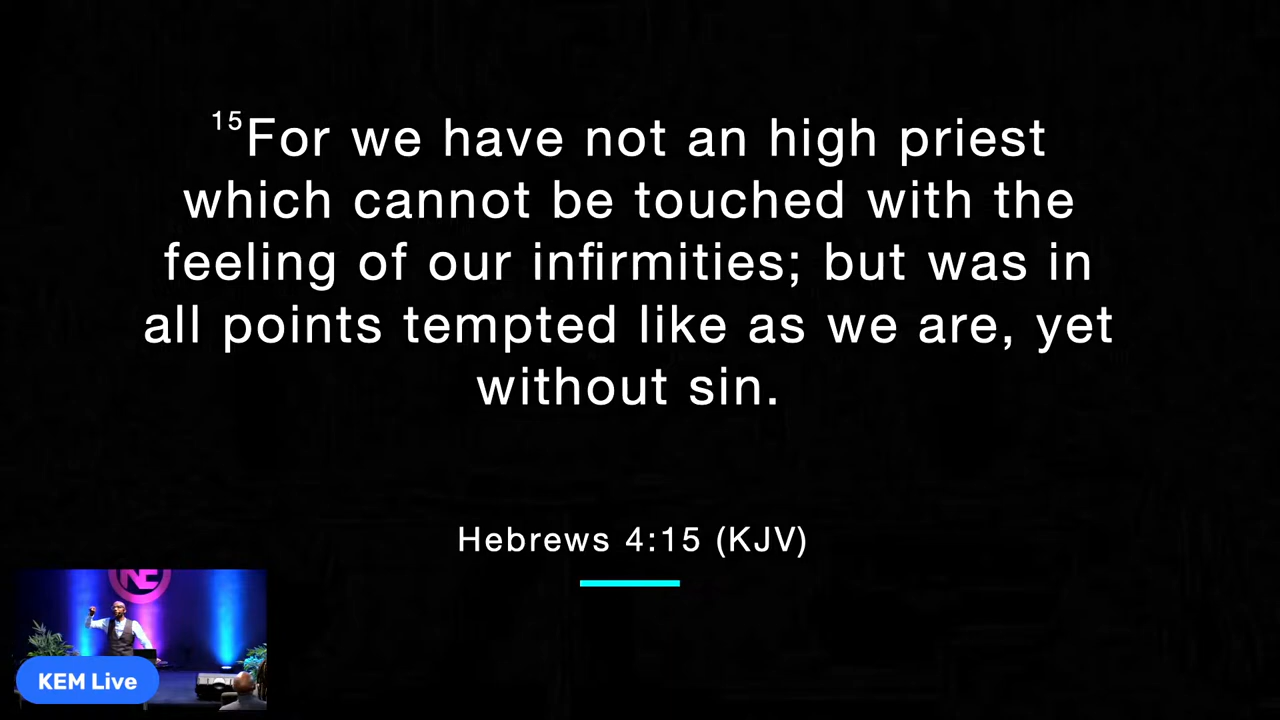 15For we have not an high priest
which cannot be touched with the
feeling of our infirmities; but was in
all points tempted like as we are, yet
without sin.
Hebrews 4:15 (KJV)
NE
KEM Live